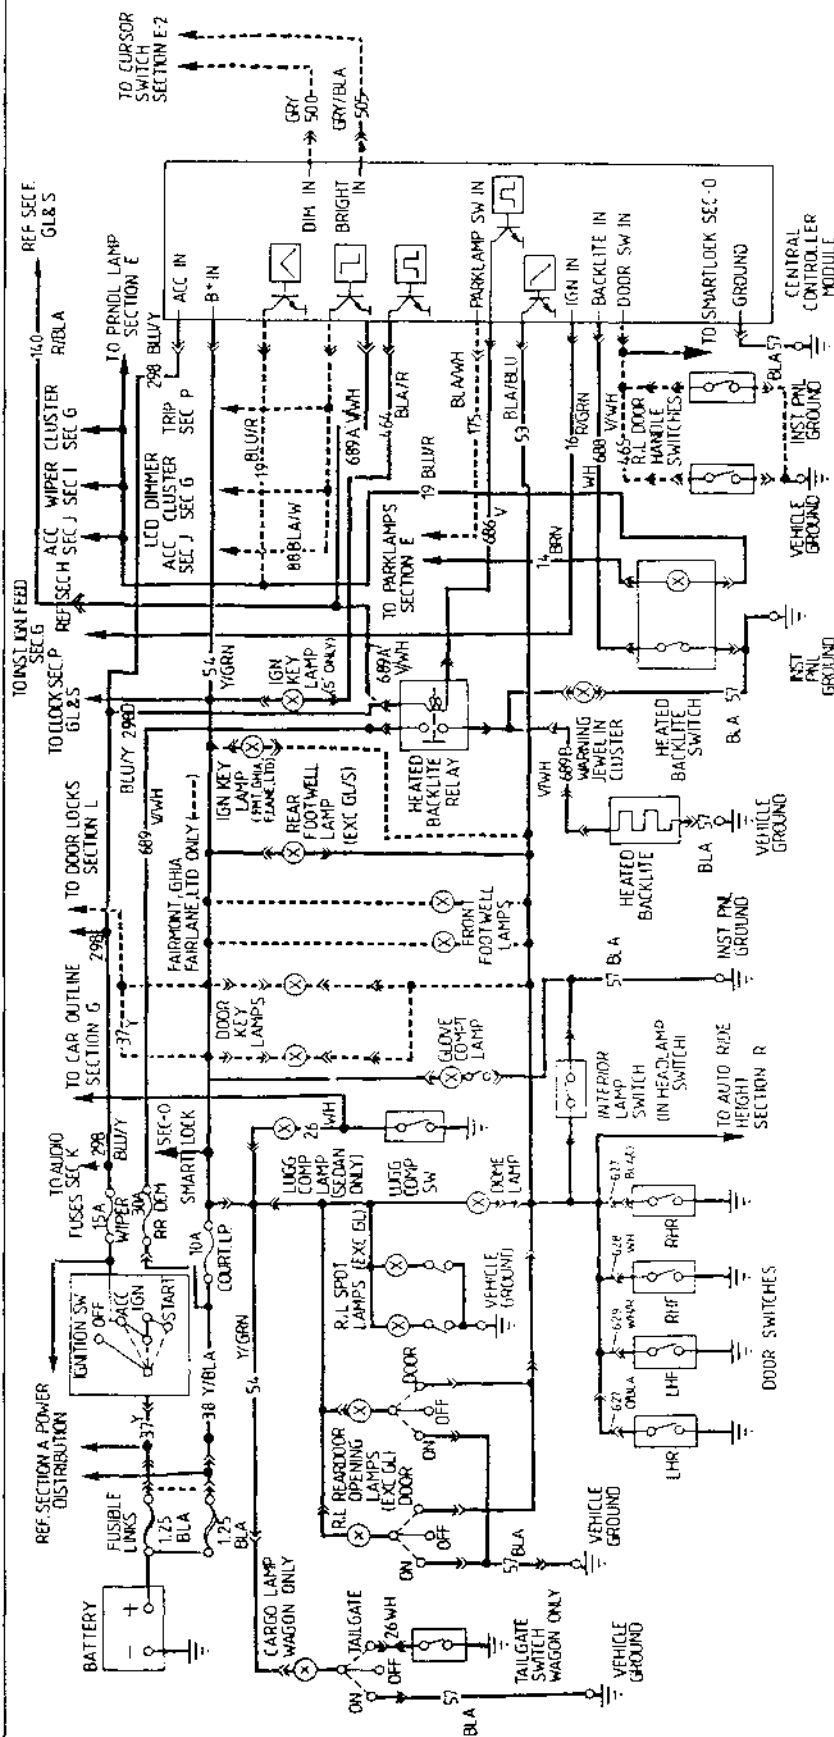 BATTERY
FUSIBLE
LINKS
1.25
BLA
1.25
BLA
REF. SECTION A POWER
DISTRIBUTION
37
Y
38 Y/BLA
IGNITION SW
OFF
ACC
IGN
START
15A
WIPER
30A
RR DEM
10A
COURT LP
TO AUDIO
FUSES SEC K
298
BLU/Y
SMART LOCK
SEC-O
TO CAR OUTLINE
SECTION G
298E
TO DOOR LOCKS
SECTION L
37
Y
689
V/WH
BLU/Y 298D
TO CLOCK SEC.P
GL & S
TO INST. IGN. FEED
SEC.G
REF. SEC H
ACC
SEC J
WIPER
SEC I
CLUSTER
SEC G
TO PRNDL LAMP
SECTION E
140
R/BLA
REF SEC E
GL & S
298 BLU/Y
FAIRMONT, GHIA
FAIRLANE, LTD ONLY (----)
DOOR
KEY
LAMPS
FRONT
FOOTWELL
LAMPS
REAR
FOOTWELL
LAMP
(EXC GL/S)
IGN KEY
LAMP
(FMT, GHIA
F.LANE, LTD)
54
Y/GRN
IGN
KEY
LAMP
(S' ONLY)
LCD DIMMER
ACC
SEC J
CLUSTER
SEC G
TRIP
SEC P
88 BLA/W
19
BLU/R
689A V/WH
464
BLA/R
ACC IN
B+ IN
DIM IN
BRIGHT
IN
PARKLAMP SW IN
IGN IN
BACKLITE IN
DOOR SW IN
TO SMARTLOCK SEC-O
GROUND
CENTRAL
CONTROLLER
MODULE
GRY
500
GRY/BLA
505
TO CURSOR
SWITCH
SECTION E-2
TO PARKLAMPS
SECTION E
175
BLA/WH
19 BLU/R
686 V
53
BLA/BLU
16
R/GRN
688
WH
V/WH
465
R.L DOOR
HANDLE
SWITCHES
BLA 57
VEHICLE
GROUND
INST PNL
GROUND
14
BRN
689A
V/WH
HEATED
BACKLITE
RELAY
V/WH
689B
WARNING
JEWEL IN
CLUSTER
HEATED
BACKLITE
SWITCH
BLA
57
INST PNL
GROUND
HEATED
BACKLITE
BLA 57
VEHICLE
GROUND
54
Y/GRN
LUGG
COMP
LAMP
(SEDAN
ONLY)
26
WH
LUGG
COMP
SW
GLOVE
COMPT
LAMP
57 BLA
INST PNL
GROUND
DOME
LAMP
R.L SPOT
LAMPS (EXC GL)
VEHICLE
GROUND
R.L REARDOOR
OPENING
LAMPS
(EXC GL)
DOOR
OFF
ON
DOOR
OFF
ON
57 BLA
VEHICLE
GROUND
INTERIOR
LAMP
SWITCH
(IN HEADLAMP
SWITCH)
TO AUTO RIDE
HEIGHT
SECTION R
627
628
WH
629
627
LHR
LHF
RHF
RHR
DOOR SWITCHES
CARGO LAMP
WAGON ONLY
TAILGATE
OFF
ON
26 WH
57
BLA
TAILGATE
SWITCH
WAGON ONLY
VEHICLE
GROUND